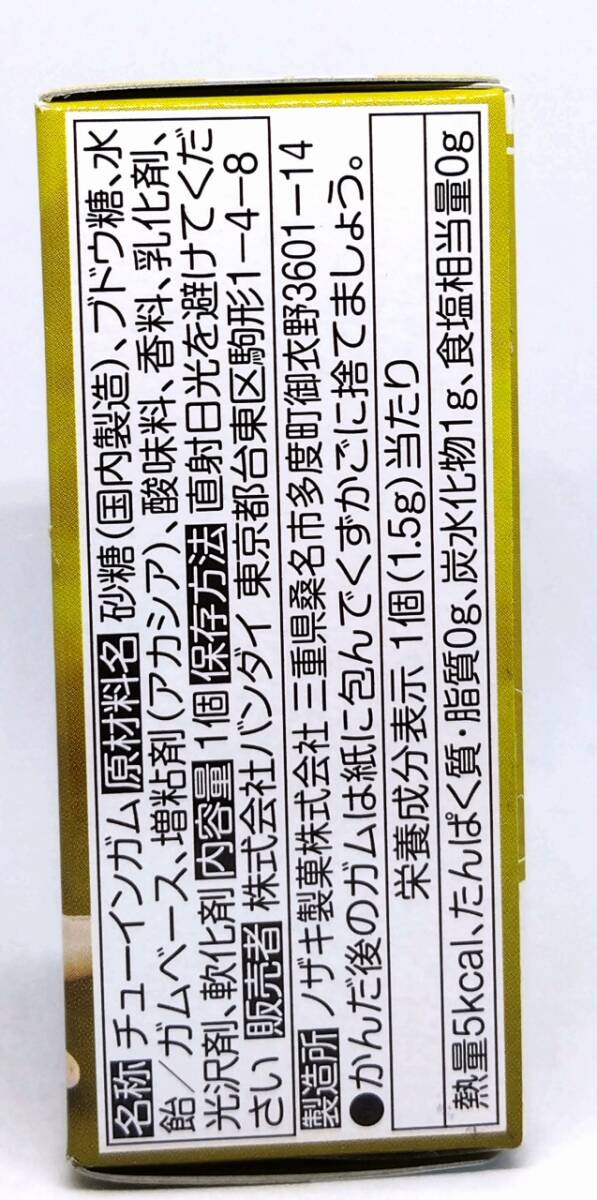 名称 チューインガム 原材料名 砂糖(国内製造)、ブドウ糖、水
飴/ガムベース、増粘剤(アカシア)、酸味料、香料、乳化剤、
光沢剤、軟化剤 内容量 1個 保存方法 直射日光を避けてくだ
さい 販売者 株式会社バンダイ 東京都台東区駒形1-4-8
製造所 ノザキ製菓株式会社 三重県桑名市多度町御衣野3601-14
●かんだ後のガムは紙に包んでくずかごに捨てましょう。
栄養成分表示 1個(1.5g)当たり
熱量5kcal、たんぱく質・脂質0g、炭水化物1g、食塩相当量0g